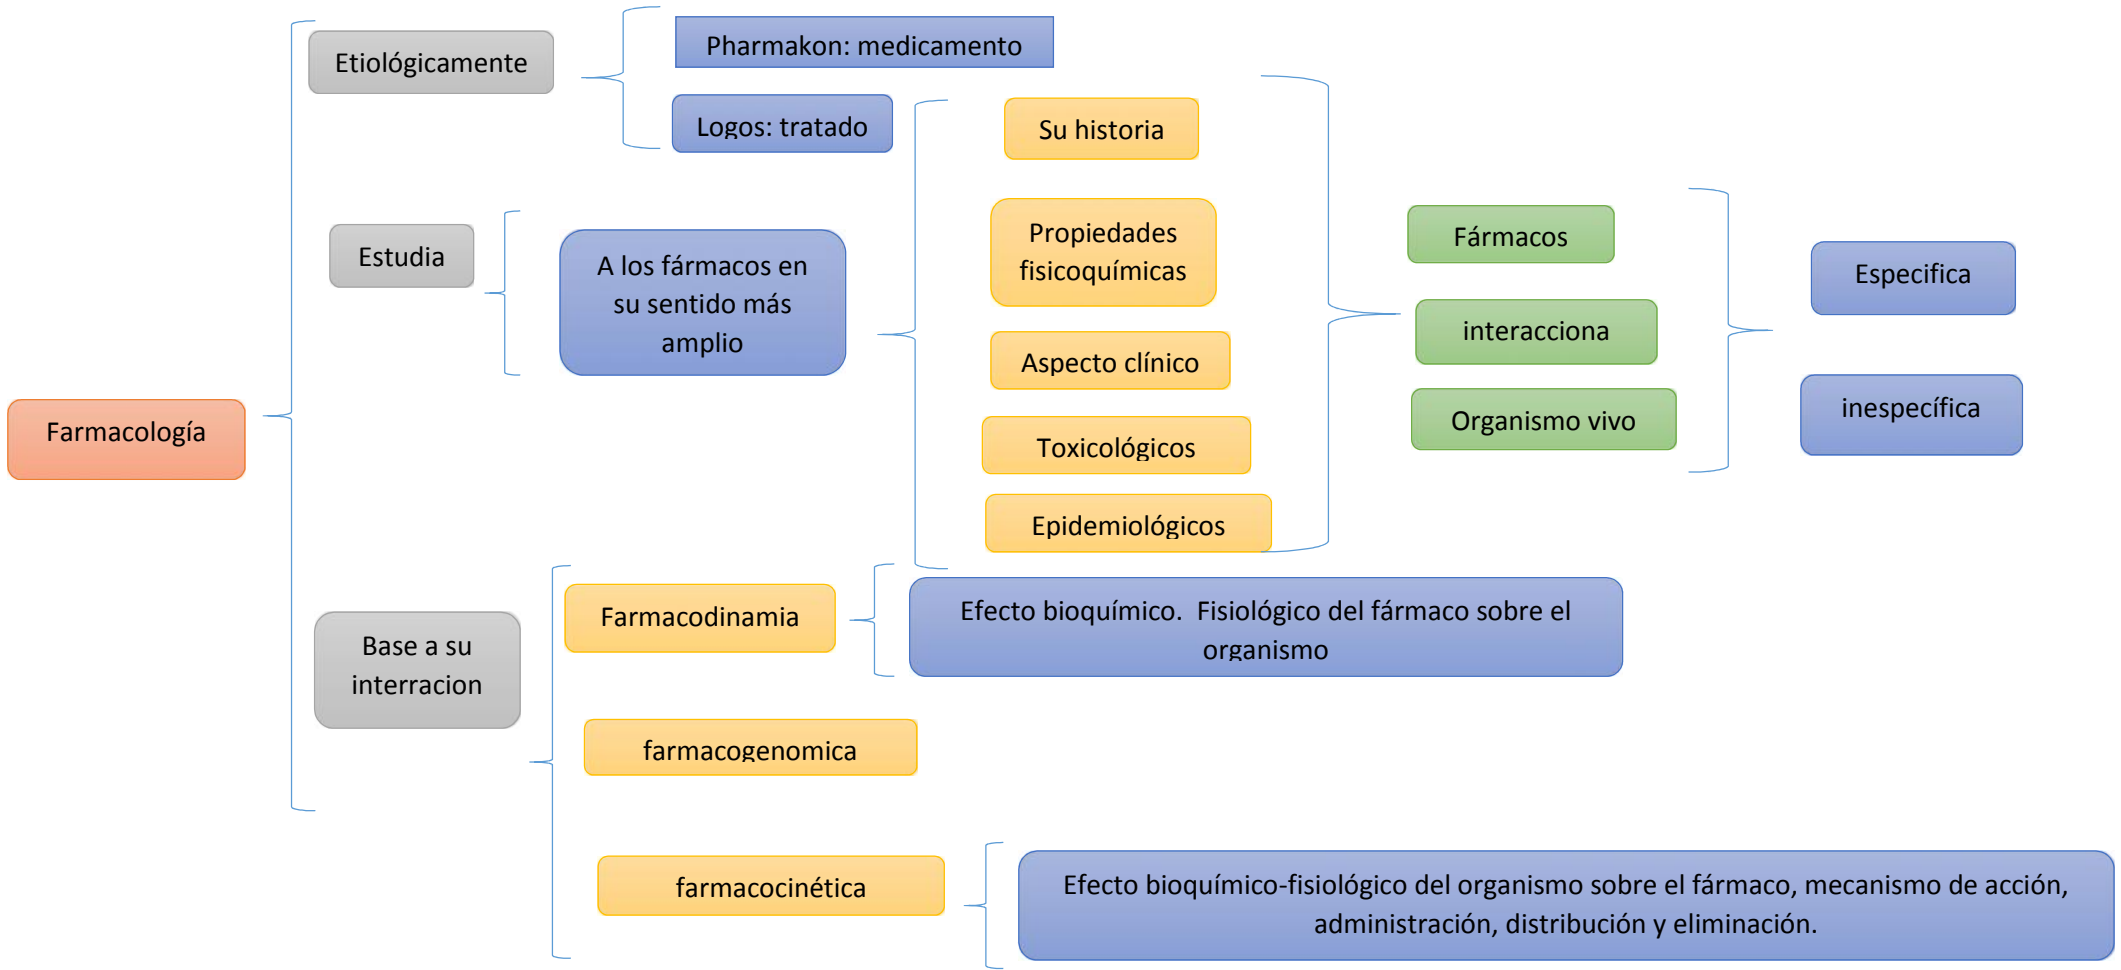 Farmacología
Etiológicamente
Pharmakon: medicamento
Logos: tratado
Estudia
A los fármacos en
su sentido más
amplio
Su historia
Propiedades
fisicoquímicas
Aspecto clínico
Toxicológicos
Epidemiológicos
Fármacos
interacciona
Organismo vivo
Especifica
inespecífica
Base a su
interracion
Farmacodinamia
Efecto bioquímico.  Fisiológico del fármaco sobre el
organismo
farmacogenomica
farmacocinética
Efecto bioquímico-fisiológico del organismo sobre el fármaco, mecanismo de acción,
administración, distribución y eliminación.